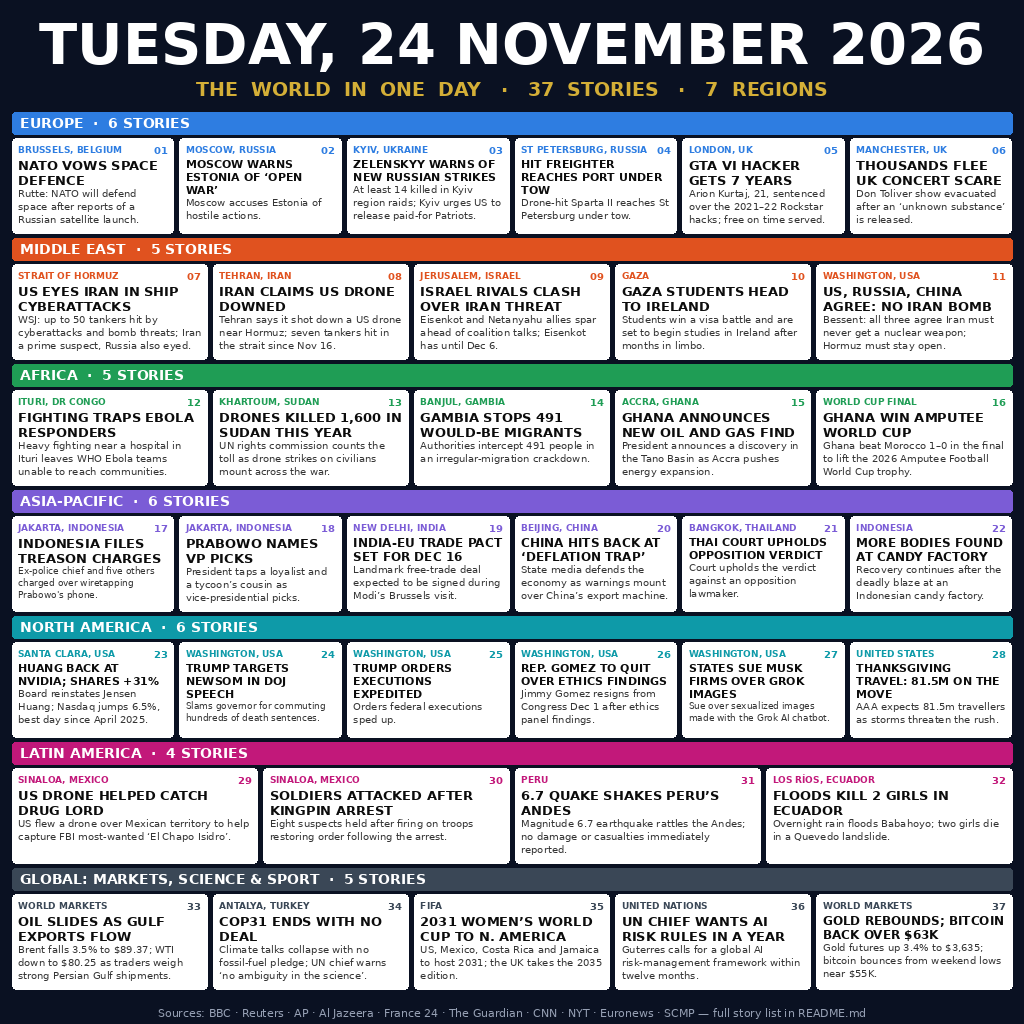 TUESDAY, 24 NOVEMBER 2026
THE WORLD IN ONE DAY · 37 STORIES · 7 REGIONS
EUROPE · 6 STORIES
BRUSSELS, BELGIUM 01
NATO VOWS SPACE
DEFENCE
Rutte: NATO will defend
space after reports of a
Russian satellite launch.
MOSCOW, RUSSIA 02
MOSCOW WARNS
ESTONIA OF ‘OPEN
WAR’
Moscow accuses Estonia of
hostile actions.
KYIV, UKRAINE 03
ZELENSKYY WARNS OF
NEW RUSSIAN STRIKES
At least 14 killed in Kyiv
region raids; Kyiv urges US to
release paid-for Patriots.
ST PETERSBURG, RUSSIA 04
HIT FREIGHTER
REACHES PORT UNDER
TOW
Drone-hit Sparta II reaches St
Petersburg under tow.
LONDON, UK 05
GTA VI HACKER
GETS 7 YEARS
Arion Kurtaj, 21, sentenced
over the 2021–22 Rockstar
hacks; free on time served.
MANCHESTER, UK 06
THOUSANDS FLEE
UK CONCERT SCARE
Don Toliver show evacuated
after an ‘unknown substance’
is released.
MIDDLE EAST · 5 STORIES
STRAIT OF HORMUZ 07
US EYES IRAN IN SHIP
CYBERATTACKS
WSJ: up to 50 tankers hit by
cyberattacks and bomb threats; Iran
a prime suspect, Russia also eyed.
TEHRAN, IRAN 08
IRAN CLAIMS US DRONE
DOWNED
Tehran says it shot down a US drone
near Hormuz; seven tankers hit in
the strait since Nov 16.
JERUSALEM, ISRAEL 09
ISRAEL RIVALS CLASH
OVER IRAN THREAT
Eisenkot and Netanyahu allies spar
ahead of coalition talks; Eisenkot
has until Dec 6.
GAZA 10
GAZA STUDENTS HEAD
TO IRELAND
Students win a visa battle and are
set to begin studies in Ireland after
months in limbo.
WASHINGTON, USA 11
US, RUSSIA, CHINA
AGREE: NO IRAN BOMB
Bessent: all three agree Iran must
never get a nuclear weapon;
Hormuz must stay open.
AFRICA · 5 STORIES
ITURI, DR CONGO 12
FIGHTING TRAPS EBOLA
RESPONDERS
Heavy fighting near a hospital in
Ituri leaves WHO Ebola teams
unable to reach communities.
KHARTOUM, SUDAN 13
DRONES KILLED 1,600 IN
SUDAN THIS YEAR
UN rights commission counts the
toll as drone strikes on civilians
mount across the war.
BANJUL, GAMBIA 14
GAMBIA STOPS 491
WOULD-BE MIGRANTS
Authorities intercept 491 people in
an irregular-migration crackdown.
ACCRA, GHANA 15
GHANA ANNOUNCES
NEW OIL AND GAS FIND
President announces a discovery in
the Tano Basin as Accra pushes
energy expansion.
WORLD CUP FINAL 16
GHANA WIN AMPUTEE
WORLD CUP
Ghana beat Morocco 1–0 in the final
to lift the 2026 Amputee Football
World Cup trophy.
ASIA-PACIFIC · 6 STORIES
JAKARTA, INDONESIA 17
INDONESIA FILES
TREASON CHARGES
Ex-police chief and five others
charged over wiretapping
Prabowo’s phone.
JAKARTA, INDONESIA 18
PRABOWO NAMES
VP PICKS
President taps a loyalist and
a tycoon’s cousin as
vice-presidential picks.
NEW DELHI, INDIA 19
INDIA-EU TRADE PACT
SET FOR DEC 16
Landmark free-trade deal
expected to be signed during
Modi’s Brussels visit.
BEIJING, CHINA 20
CHINA HITS BACK AT
‘DEFLATION TRAP’
State media defends the
economy as warnings mount
over China’s export machine.
BANGKOK, THAILAND 21
THAI COURT UPHOLDS
OPPOSITION VERDICT
Court upholds the verdict
against an opposition
lawmaker.
INDONESIA 22
MORE BODIES FOUND
AT CANDY FACTORY
Recovery continues after the
deadly blaze at an
Indonesian candy factory.
NORTH AMERICA · 6 STORIES
SANTA CLARA, USA 23
HUANG BACK AT
NVIDIA; SHARES +31%
Board reinstates Jensen
Huang; Nasdaq jumps 6.5%,
best day since April 2025.
WASHINGTON, USA 24
TRUMP TARGETS
NEWSOM IN DOJ
SPEECH
Slams governor for commuting
hundreds of death sentences.
WASHINGTON, USA 25
TRUMP ORDERS
EXECUTIONS
EXPEDITED
Orders federal executions
sped up.
WASHINGTON, USA 26
REP. GOMEZ TO QUIT
OVER ETHICS FINDINGS
Jimmy Gomez resigns from
Congress Dec 1 after ethics
panel findings.
WASHINGTON, USA 27
STATES SUE MUSK
FIRMS OVER GROK
IMAGES
Sue over sexualized images
made with the Grok AI chatbot.
UNITED STATES 28
THANKSGIVING
TRAVEL: 81.5M ON THE
MOVE
AAA expects 81.5m travellers
as storms threaten the rush.
LATIN AMERICA · 4 STORIES
SINALOA, MEXICO 29
US DRONE HELPED CATCH
DRUG LORD
US flew a drone over Mexican territory to help
capture FBI most-wanted ‘El Chapo Isidro’.
SINALOA, MEXICO 30
SOLDIERS ATTACKED AFTER
KINGPIN ARREST
Eight suspects held after firing on troops
restoring order following the arrest.
PERU 31
6.7 QUAKE SHAKES PERU’S
ANDES
Magnitude 6.7 earthquake rattles the Andes;
no damage or casualties immediately
reported.
LOS RÍOS, ECUADOR 32
FLOODS KILL 2 GIRLS IN
ECUADOR
Overnight rain floods Babahoyo; two girls die
in a Quevedo landslide.
GLOBAL: MARKETS, SCIENCE & SPORT · 5 STORIES
WORLD MARKETS 33
OIL SLIDES AS GULF
EXPORTS FLOW
Brent falls 3.5% to $89.37; WTI
down to $80.25 as traders weigh
strong Persian Gulf shipments.
ANTALYA, TURKEY 34
COP31 ENDS WITH NO
DEAL
Climate talks collapse with no
fossil-fuel pledge; UN chief warns
‘no ambiguity in the science’.
FIFA 35
2031 WOMEN’S WORLD
CUP TO N. AMERICA
US, Mexico, Costa Rica and Jamaica
to host 2031; the UK takes the 2035
edition.
UNITED NATIONS 36
UN CHIEF WANTS AI
RISK RULES IN A YEAR
Guterres calls for a global AI
risk-management framework within
twelve months.
WORLD MARKETS 37
GOLD REBOUNDS; BITCOIN
BACK OVER $63K
Gold futures up 3.4% to $3,635;
bitcoin bounces from weekend lows
near $55K.
Sources: BBC · Reuters · AP · Al Jazeera · France 24 · The Guardian · CNN · NYT · Euronews · SCMP — full story list in README.md